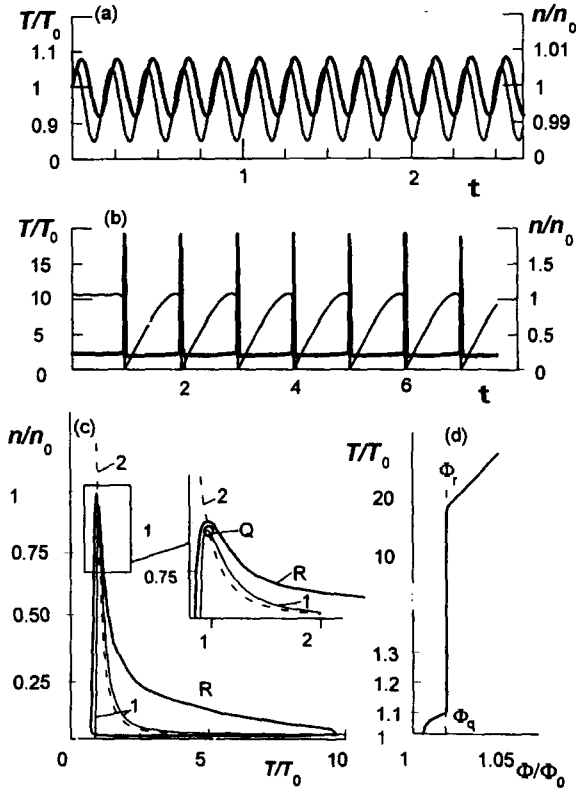 T/T₀ (a) n/n₀
1.1 1.01
1 1
0.9 0.99
0 0
1 2
t
T/T₀ (b) n/n₀
15 1.5
10 1
5 0.5
0 0
2 4 6 t
n/n₀ (c)
2
1
0.75
0.50
0.25
1
R
0 5 10
T/T₀
1
2
Q
0.75
R
1
1 2
T/T₀ (d)
Φr
20
10
1.3
1.2
1.1
1
Φq
1 1.05 Φ/Φ₀